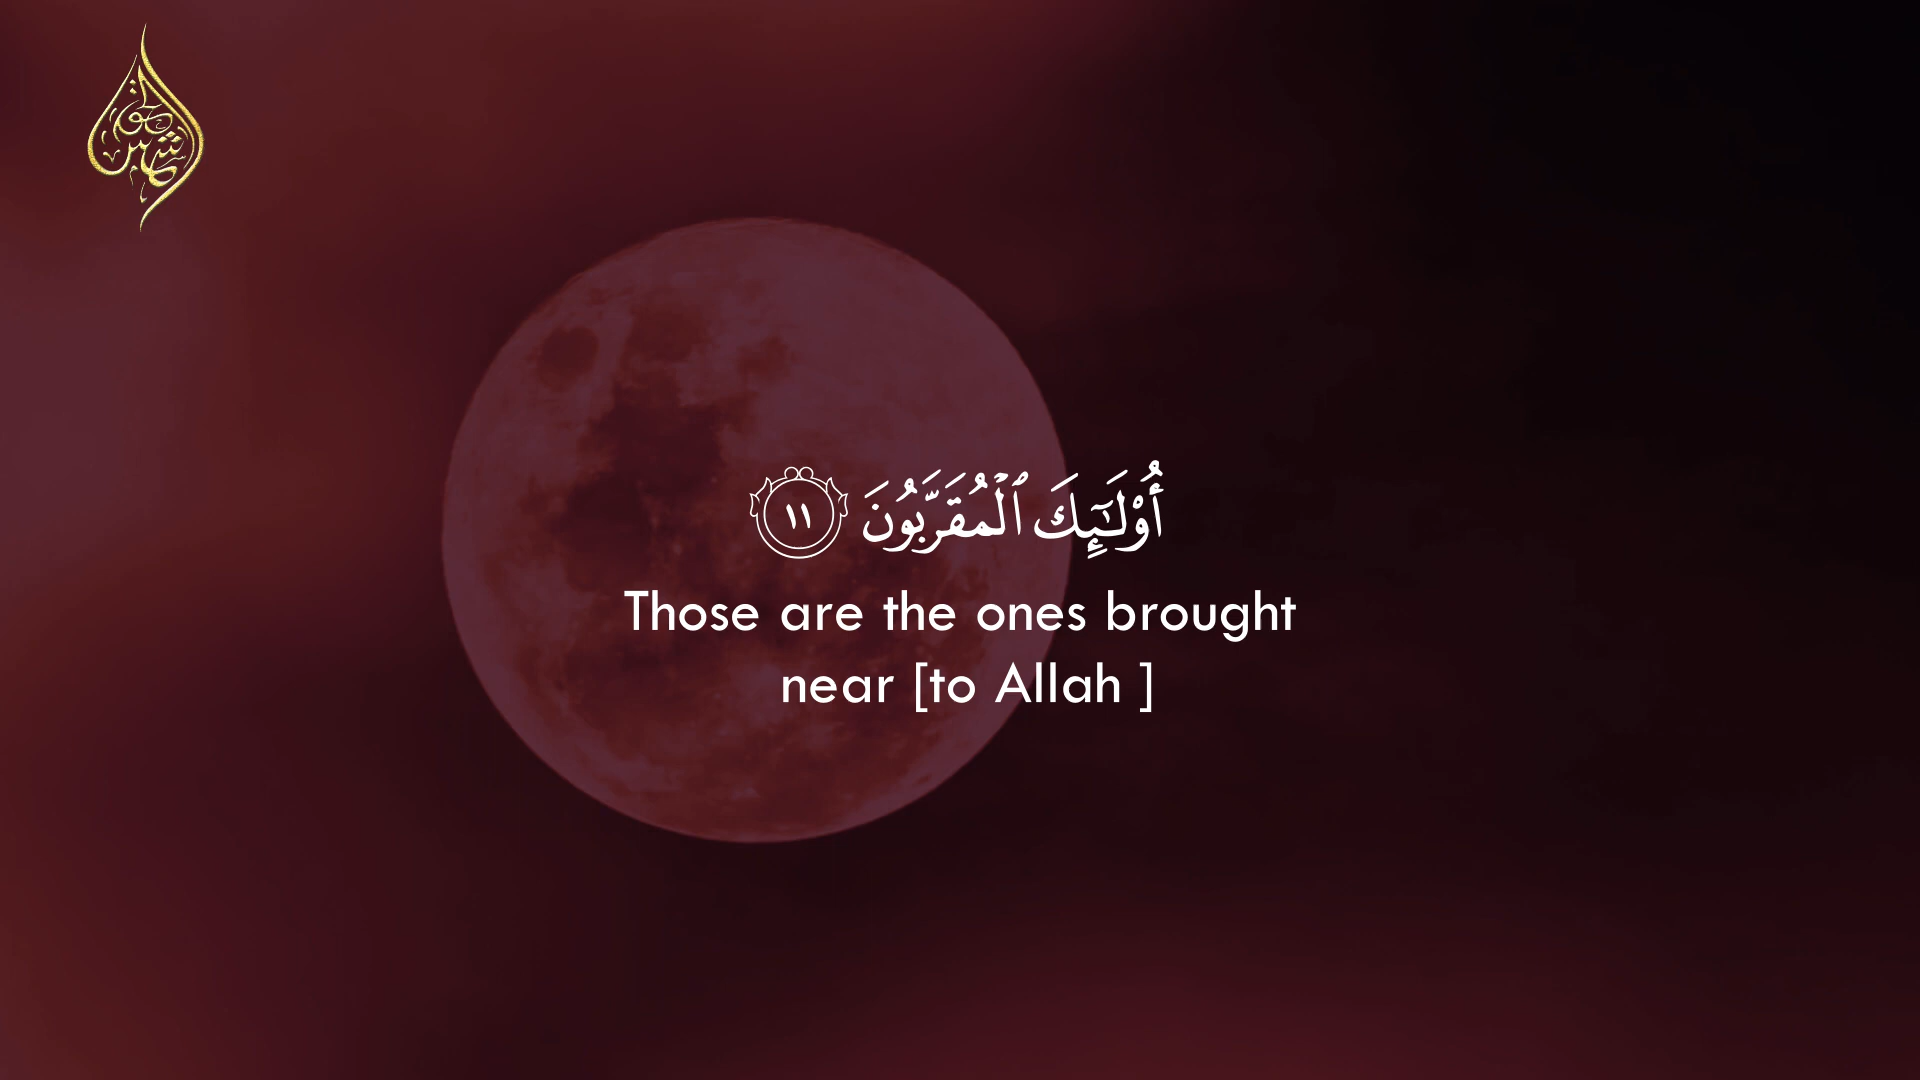 أُوْلَـٰٓئِكَ ٱلْمُقَرَّبُونَ ١١
Those are the ones brought
near [to Allah ]